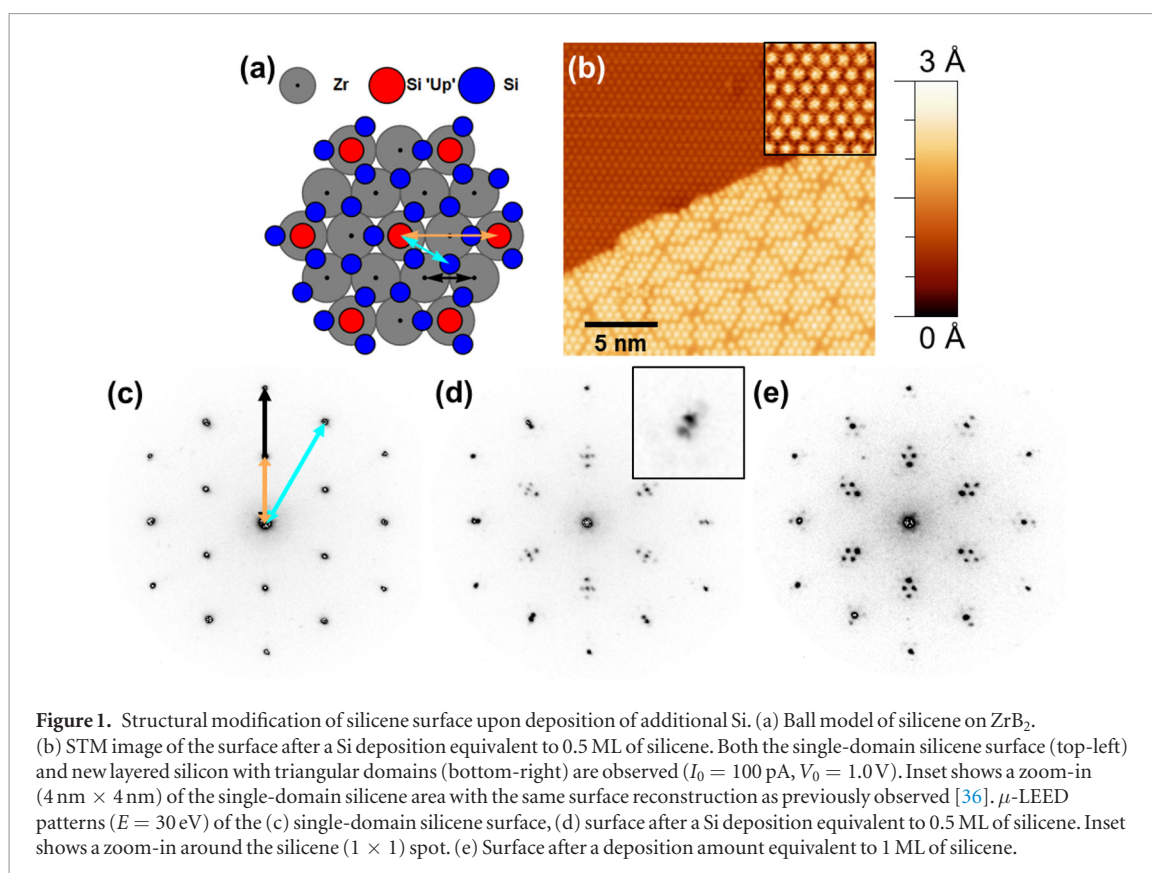 (a)
Zr
Si 'Up'
Si
(b)
3 Å
0 Å
5 nm
(c)
(d)
(e)
Figure 1. Structural modification of silicene surface upon deposition of additional Si. (a) Ball model of silicene on ZrB₂.
(b) STM image of the surface after a Si deposition equivalent to 0.5 ML of silicene. Both the single-domain silicene surface (top-left)
and new layered silicon with triangular domains (bottom-right) are observed (I₀ = 100 pA, V₀ = 1.0 V). Inset shows a zoom-in
(4 nm × 4 nm) of the single-domain silicene area with the same surface reconstruction as previously observed [36]. μ-LEED
patterns (E = 30 eV) of the (c) single-domain silicene surface, (d) surface after a Si deposition equivalent to 0.5 ML of silicene. Inset
shows a zoom-in around the silicene (1 × 1) spot. (e) Surface after a deposition amount equivalent to 1 ML of silicene.